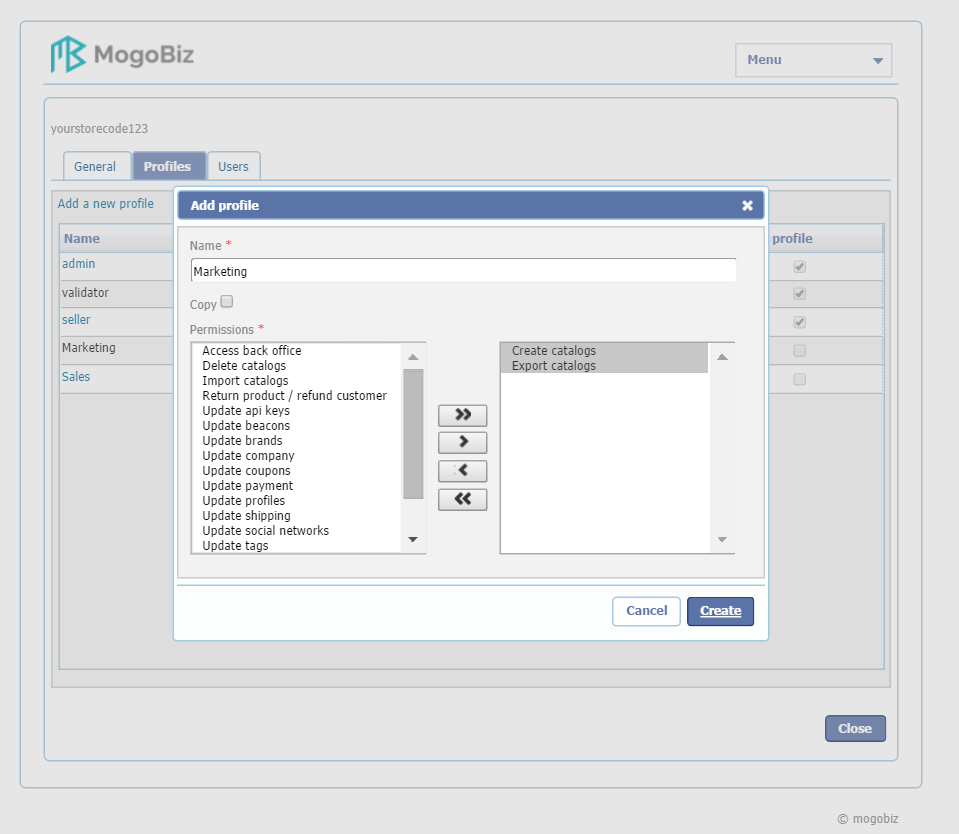 MogoBiz
Menu
yourstorecode123
General
Profiles
Users
Add a new profile
Add profile
Name
profile
admin
validator
seller
Marketing
Sales
Name *
Marketing
Copy
Permissions *
Access back office
Delete catalogs
Import catalogs
Return product / refund customer
Update api keys
Update beacons
Update brands
Update company
Update coupons
Update payment
Update profiles
Update shipping
Update social networks
Update tags
Create catalogs
Export catalogs
Cancel
Create
Close
© mogobiz